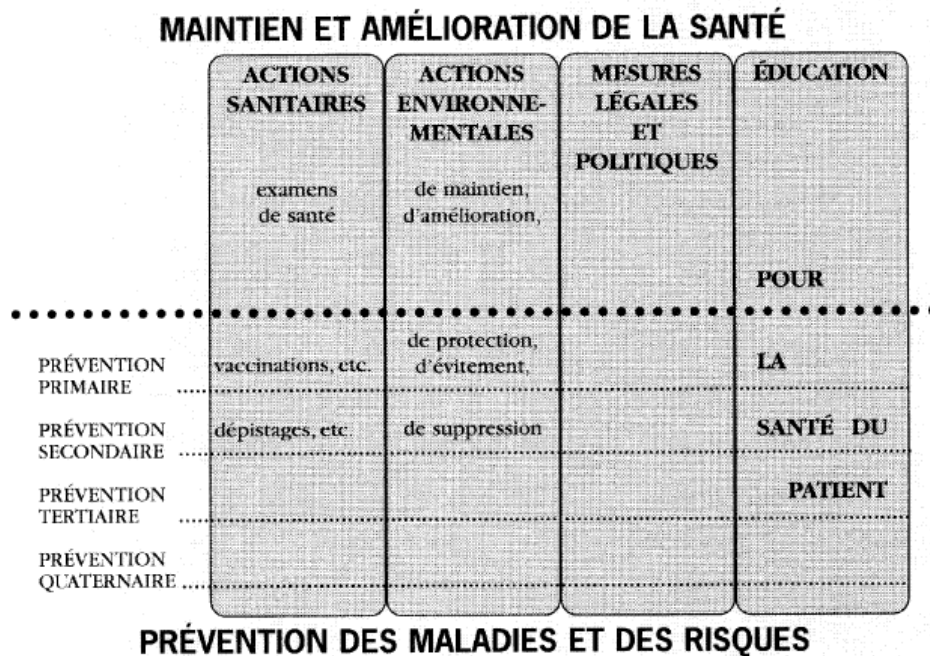 MAINTIEN ET AMÉLIORATION DE LA SANTÉ
ACTIONS
SANITAIRES
examens
de santé
ACTIONS
ENVIRONNE-
MENTALES
de maintien,
d'amélioration,
MESURES
LÉGALES
ET
POLITIQUES
ÉDUCATION
POUR
PRÉVENTION
PRIMAIRE
vaccinations, etc.
de protection,
d'évitement,
LA
PRÉVENTION
SECONDAIRE
dépistages, etc.
de suppression
SANTÉ DU
PRÉVENTION
TERTIAIRE
PATIENT
PRÉVENTION
QUATERNAIRE
PRÉVENTION DES MALADIES ET DES RISQUES